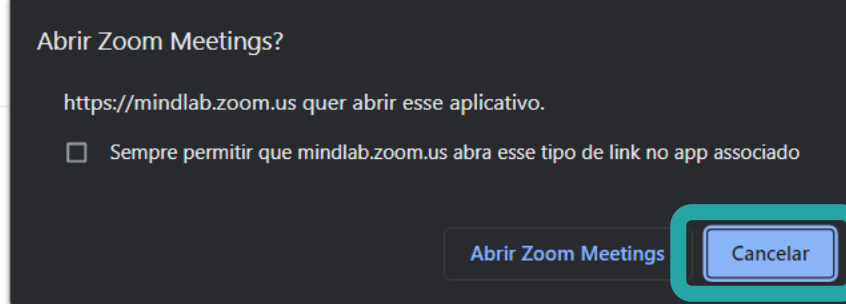 Abrir Zoom Meetings?
https://mindlab.zoom.us quer abrir esse aplicativo.
Sempre permitir que mindlab.zoom.us abra esse tipo de link no app associado
Abrir Zoom Meetings
Cancelar